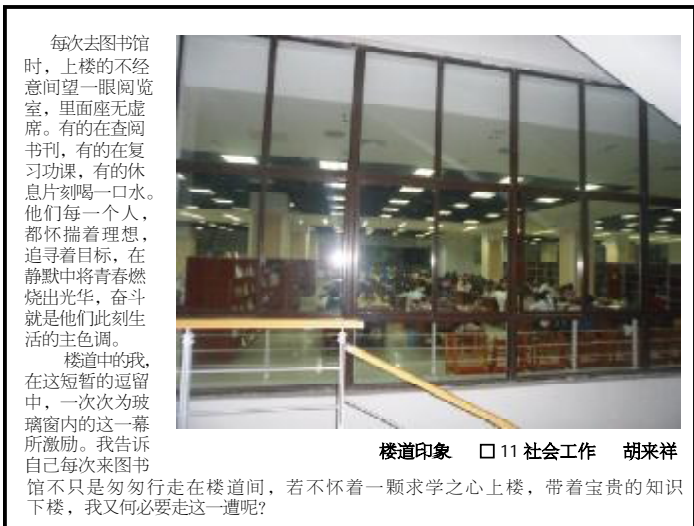 每次去图书馆
时，上楼的不经
意间望一眼阅览
室，里面座无虚
席。有的在查阅
书刊，有的在复
习功课，有的休
息片刻喝一口水。
他们每一个人，
都怀揣着理想，
追寻着目标，在
静默中将青春燃
烧出光华，奋斗
就是他们此刻生
活的主色调。
楼道中的我，
在这短暂的逗留
中，一次次为玻
璃窗内的这一幕
所激励。我告诉
自己每次来图书
馆不只是匆匆行走在楼道间，若不怀着一颗求学之心上楼，带着宝贵的知识
下楼，我又何必要走这一遭呢？
楼道印象 □ 11 社会工作 胡来祥